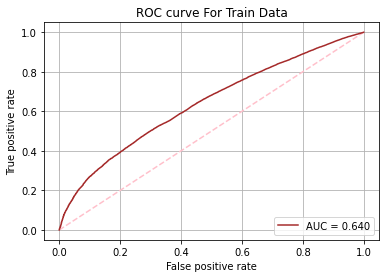 ROC curve For Train Data
True positive rate
1.0
0.8
0.6
0.4
0.2
0.0
AUC = 0.640
0.0 0.2 0.4 0.6 0.8 1.0
False positive rate